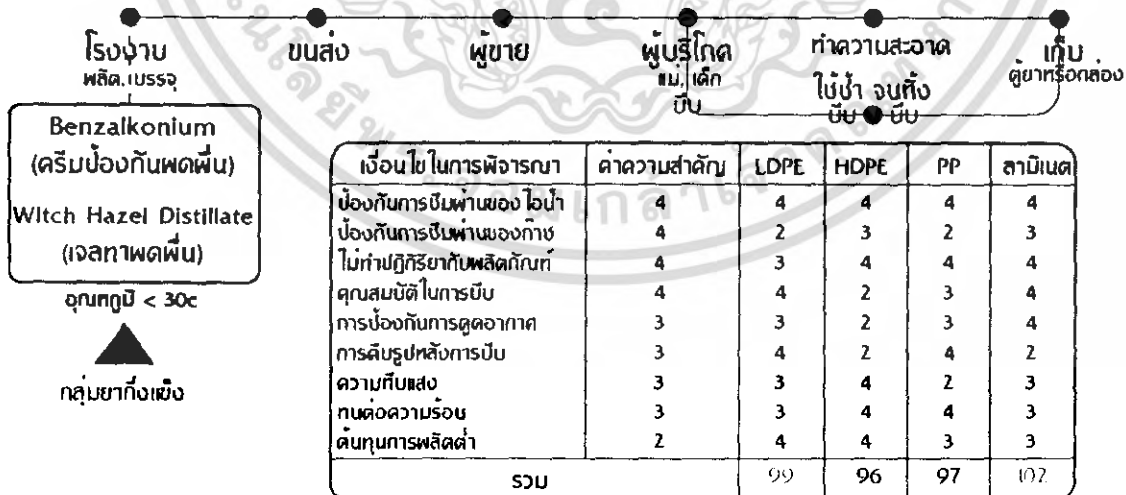 โรงงาน ขนส่ง ผู้ขาย ผู้บริโภค ทำความสะอาด เก็บ
ผลิต,บรรจุ แม่,เด็ก ใช้ซ้ำ จนทิ้ง ตู้ยาหรือกล่อง
บีบ บีบ บีบ
Benzalkonium
(ครีมป้องกันผดผื่น)
Witch Hazel Distillate
(เจลทาผดผื่น)
อุณหภูมิ < 30c
กลุ่มยากึ่งแข็ง
เงื่อนไขในการพิจารณา ค่าความสำคัญ LDPE HDPE PP ลามิเนต
ป้องกันการซึมผ่านของไอน้ำ 4 4 4 4 4
ป้องกันการซึมผ่านของก๊าซ 4 2 3 2 3
ไม่ทำปฏิกิริยากับผลิตภัณฑ์ 4 3 4 4 4
คุณสมบัติในการบีบ 4 4 2 3 4
การป้องกันการดูดอากาศ 3 3 2 3 4
การคืนรูปหลังการบีบ 3 4 2 4 2
ความทึบแสง 3 3 4 2 3
ทนต่อความร้อน 3 3 4 4 3
ต้นทุนการผลิตต่ำ 2 4 4 3 3
รวม 99 96 97 102